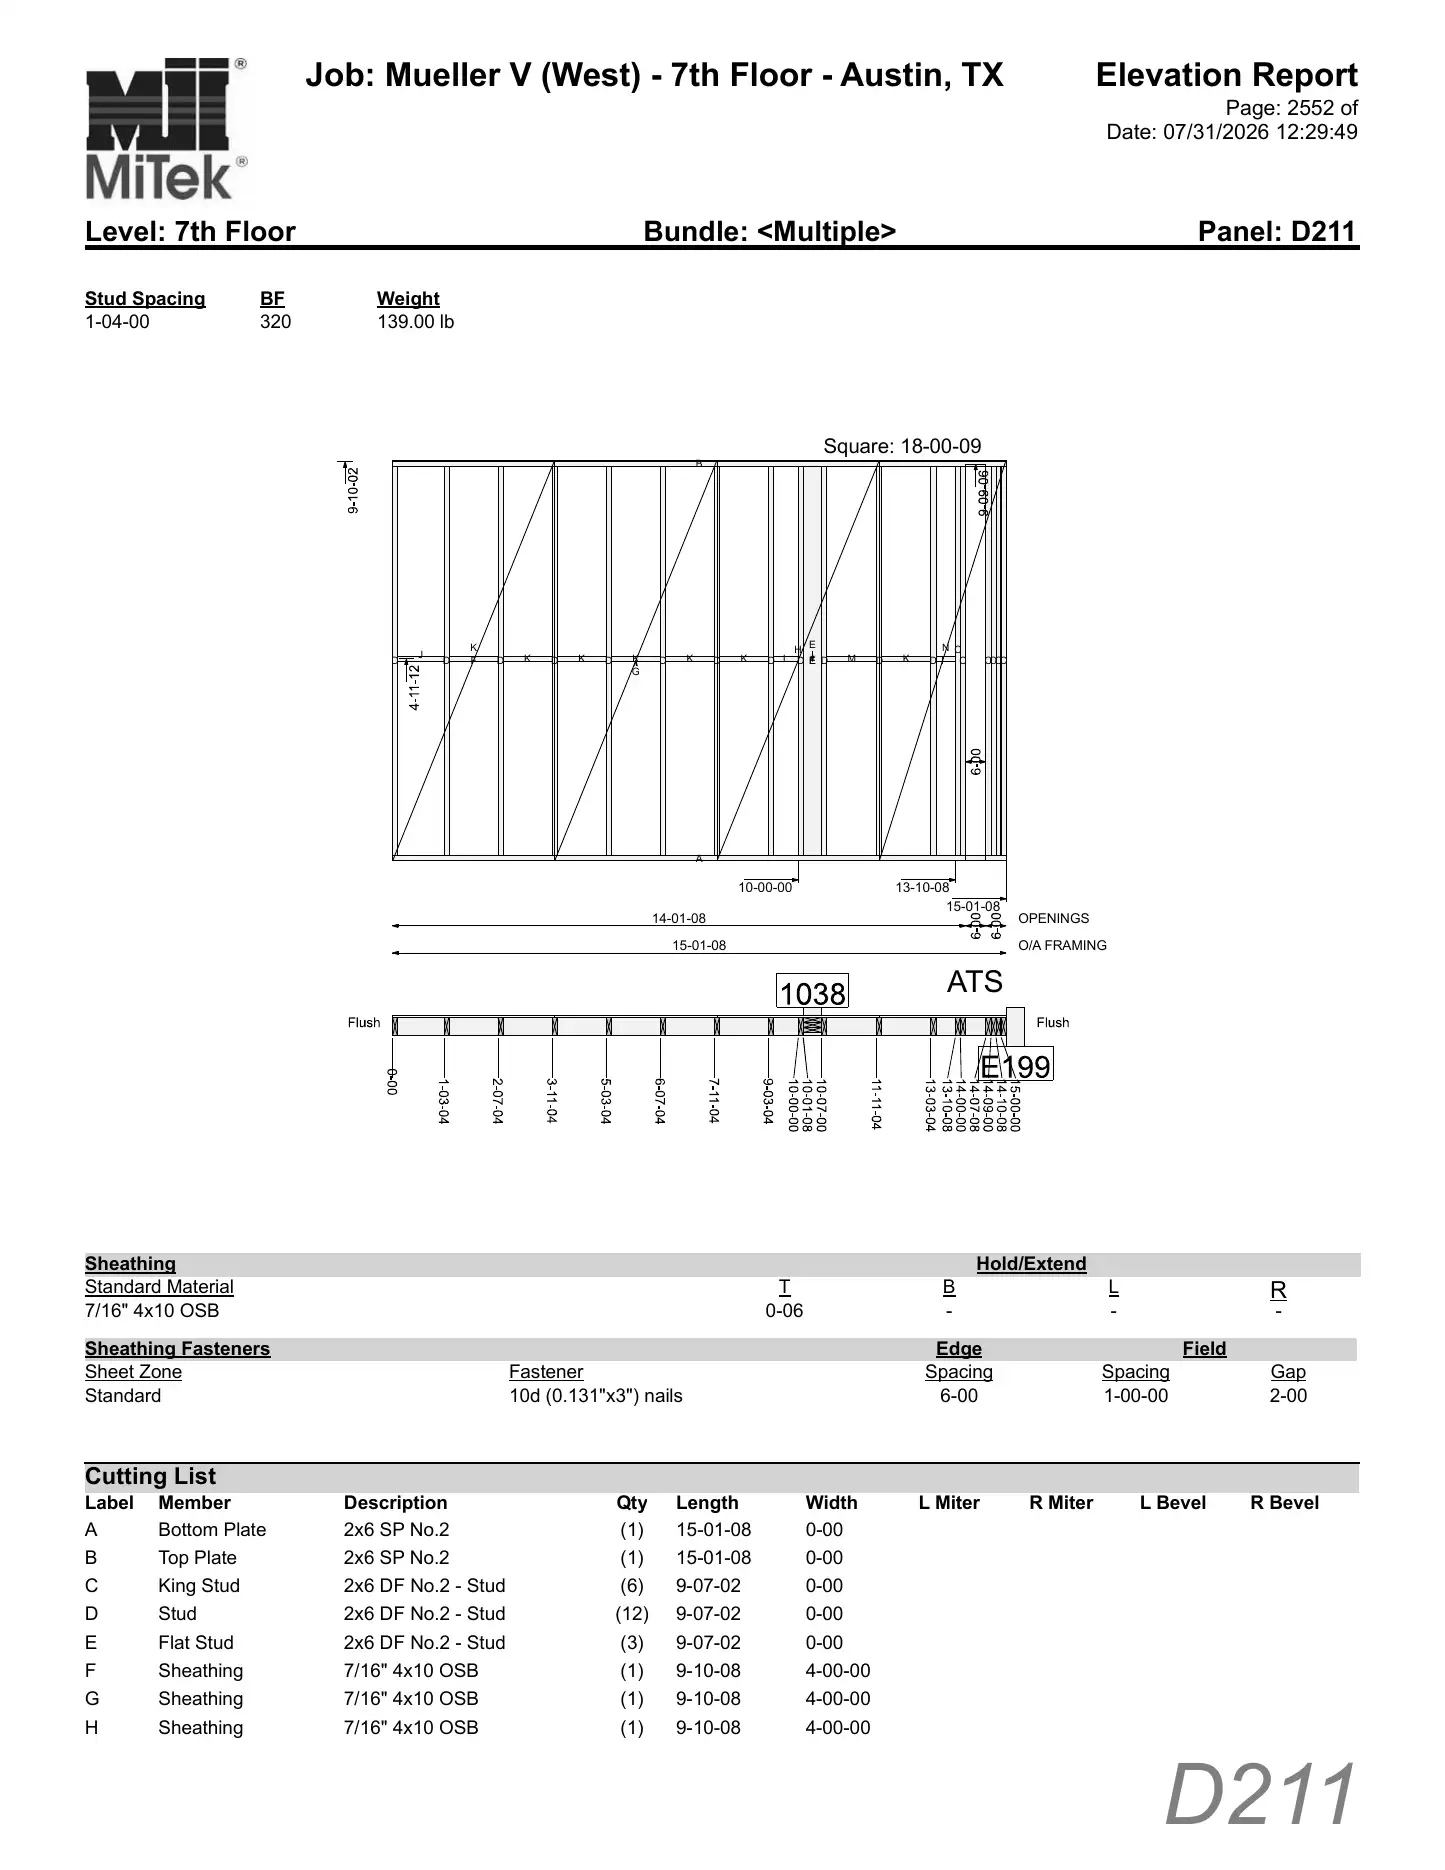 Job: Mueller V (West) - 7th Floor - Austin, TX
Elevation Report
Page: 2552 of
Date: 07/31/2026 12:29:49
MiTek
Level: 7th Floor Bundle: <Multiple> Panel: D211
Stud Spacing BF Weight
1-04-00 320 139.00 lb
Square: 18-00-09
B
9-10-02
9-09-06
J K K K K K K H E M K N
G E
4-11-12
6-00
A
10-00-00 13-10-08
15-01-08
14-01-08 6-00 6-00 OPENINGS
15-01-08 O/A FRAMING
1038 ATS
Flush Flush
E199
0-00 1-03-04 2-07-04 3-11-04 5-03-04 6-07-04 7-11-04 9-03-04 10-00-00 10-01-08 10-07-00 11-11-04 13-03-04 13-10-08 14-00-00 14-07-08 14-09-00 14-10-08 15-00-00
Sheathing Hold/Extend
Standard Material T B L R
7/16" 4x10 OSB 0-06 - - -
Sheathing Fasteners Edge Field
Sheet Zone Fastener Spacing Spacing Gap
Standard 10d (0.131"x3") nails 6-00 1-00-00 2-00
Cutting List
Label Member Description Qty Length Width L Miter R Miter L Bevel R Bevel
A Bottom Plate 2x6 SP No.2 (1) 15-01-08 0-00
B Top Plate 2x6 SP No.2 (1) 15-01-08 0-00
C King Stud 2x6 DF No.2 - Stud (6) 9-07-02 0-00
D Stud 2x6 DF No.2 - Stud (12) 9-07-02 0-00
E Flat Stud 2x6 DF No.2 - Stud (3) 9-07-02 0-00
F Sheathing 7/16" 4x10 OSB (1) 9-10-08 4-00-00
G Sheathing 7/16" 4x10 OSB (1) 9-10-08 4-00-00
H Sheathing 7/16" 4x10 OSB (1) 9-10-08 4-00-00
D211